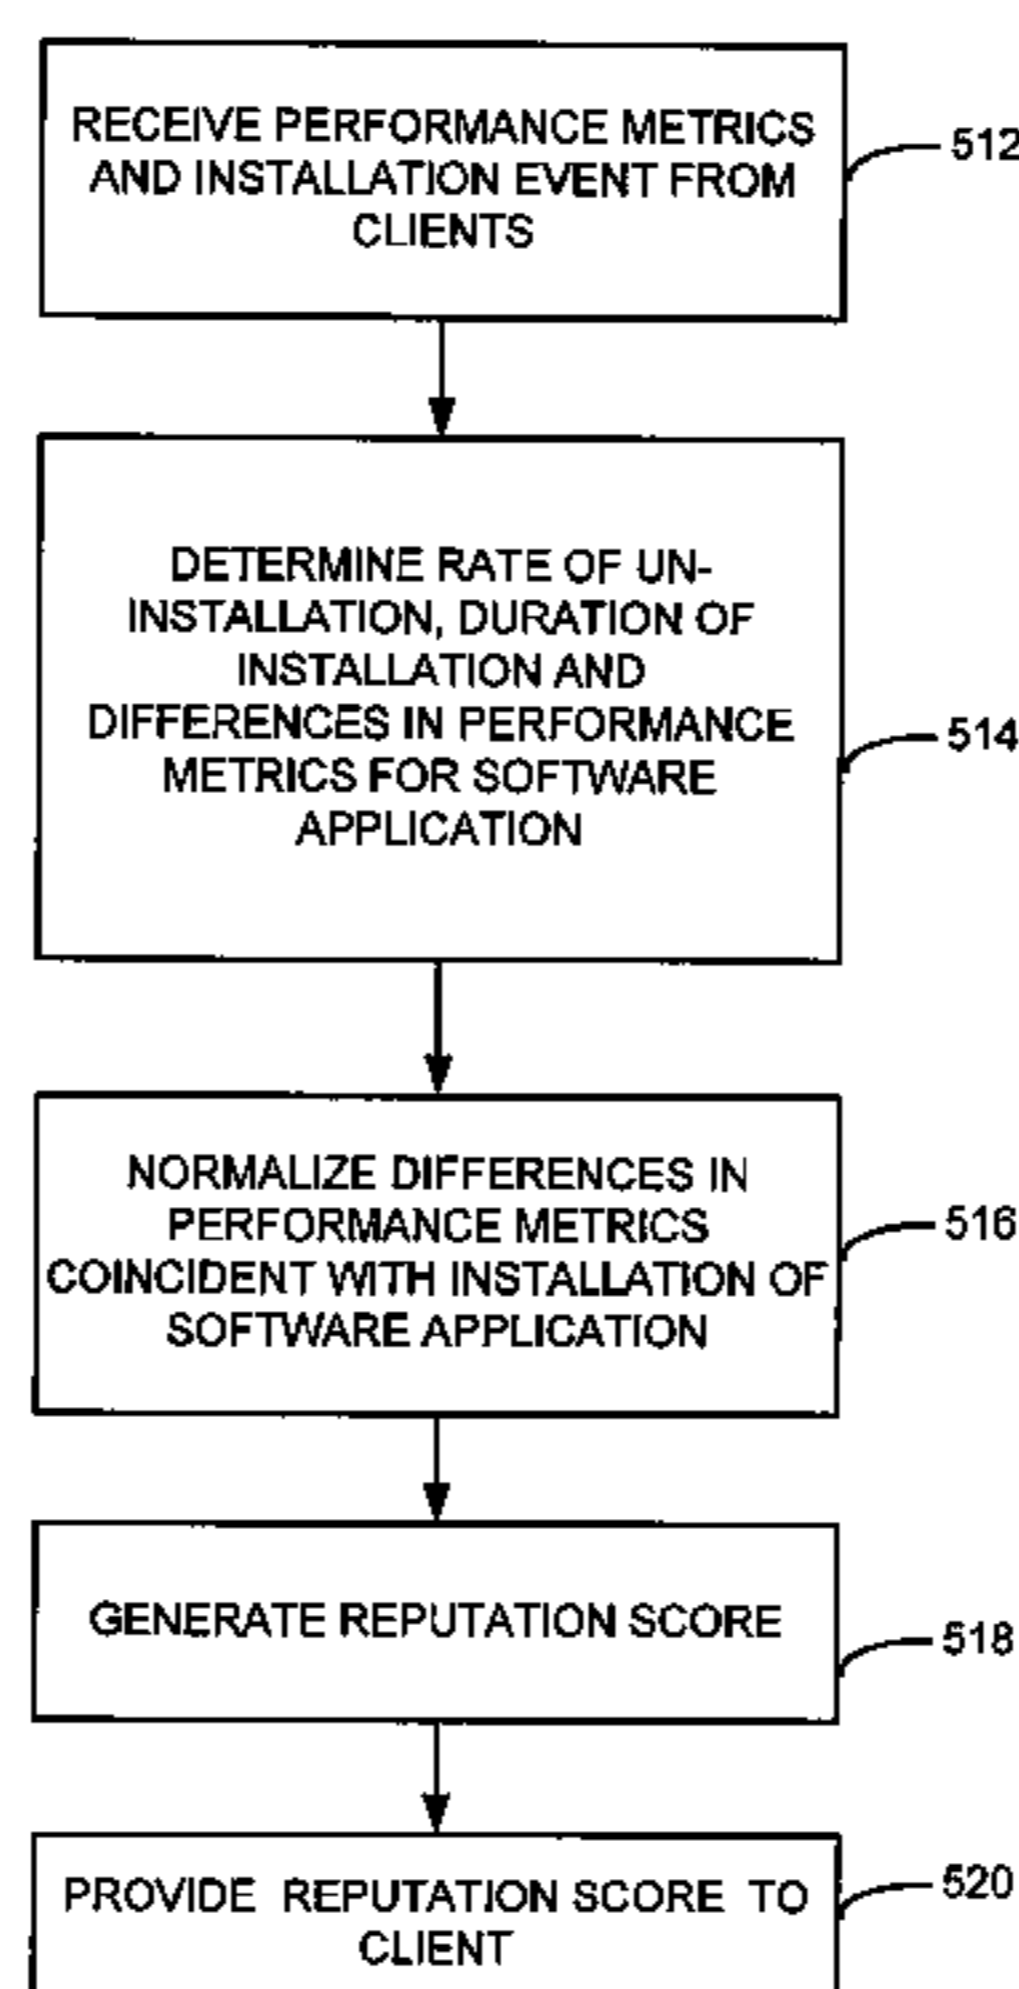 RECEIVE PERFORMANCE METRICS
AND INSTALLATION EVENT FROM
CLIENTS
512
DETERMINE RATE OF UN-
INSTALLATION, DURATION OF
INSTALLATION AND
DIFFERENCES IN PERFORMANCE
METRICS FOR SOFTWARE
APPLICATION
514
NORMALIZE DIFFERENCES IN
PERFORMANCE METRICS
COINCIDENT WITH INSTALLATION OF
SOFTWARE APPLICATION
516
GENERATE REPUTATION SCORE
518
PROVIDE REPUTATION SCORE TO
CLIENT
520